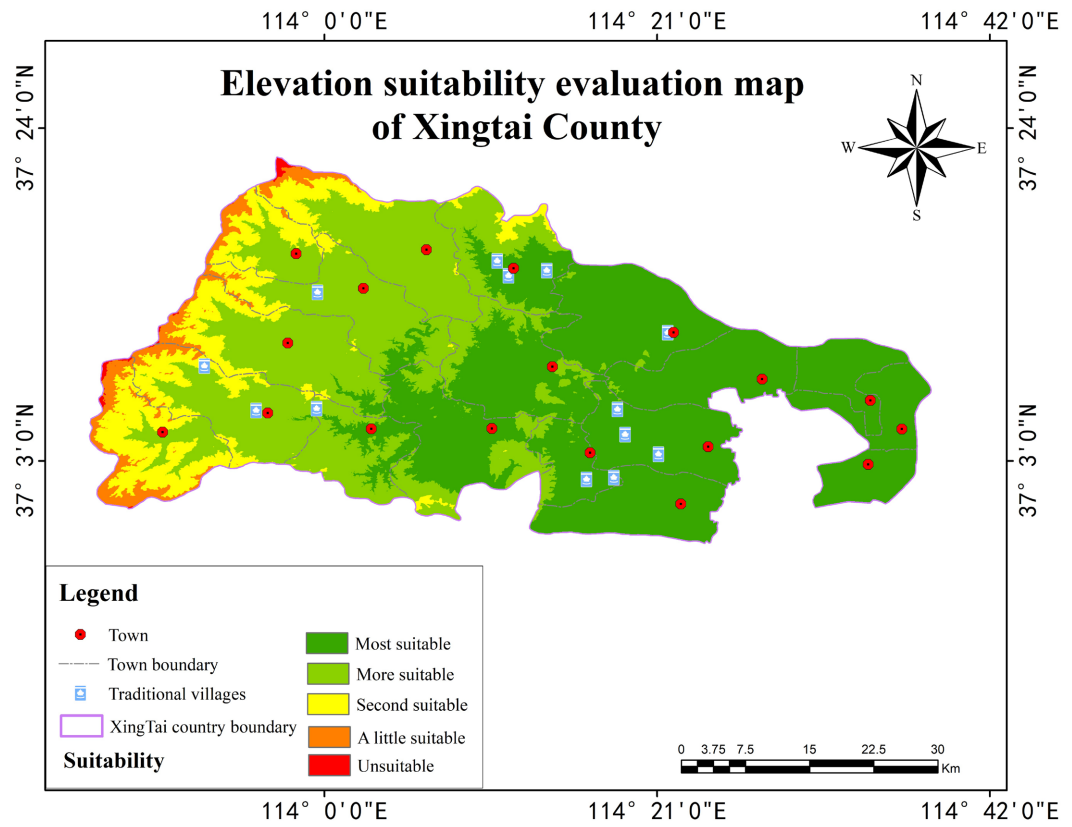 114° 0'0"E
114° 21'0"E
114° 42'0"E
37° 24'0"N
37° 24'0"N
Elevation suitability evaluation map
of Xingtai County
N
W
E
S
37° 3'0"N
37° 3'0"N
Legend
Town
Town boundary
Traditional villages
XingTai country boundary
Suitability
Most suitable
More suitable
Second suitable
A little suitable
Unsuitable
0 3.75 7.5 15 22.5 30
Km
114° 0'0"E
114° 21'0"E
114° 42'0"E